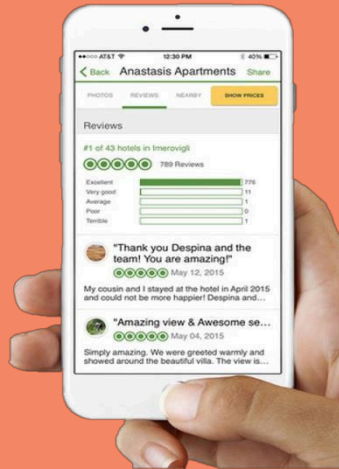 AT&T 12:30 PM 40%
Back Anastasis Apartments Share
PHOTOS REVIEWS NEARBY SHOW PRICES
Reviews
#1 of 43 hotels in Imerovigli
789 Reviews
Excellent 776
Very good 11
Average 1
Poor 0
Terrible 1
"Thank you Despina and the
team! You are amazing!"
May 12, 2015
My cousin and I stayed at the hotel in April 2015
and could not be more happier! Despina and...
"Amazing view & Awesome se...
May 04, 2015
Simply amazing. We were greeted warmly and
showed around the beautiful villa. The view is...